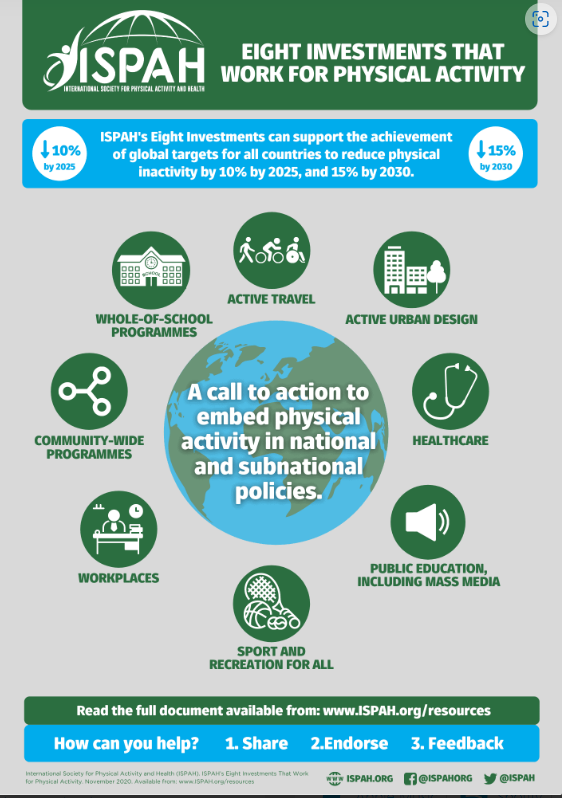 ISPAH
INTERNATIONAL SOCIETY FOR PHYSICAL ACTIVITY AND HEALTH
EIGHT INVESTMENTS THAT
WORK FOR PHYSICAL ACTIVITY
10%
by 2025
ISPAH's Eight Investments can support the achievement
of global targets for all countries to reduce physical
inactivity by 10% by 2025, and 15% by 2030.
15%
by 2030
SCHOOL
WHOLE-OF-SCHOOL
PROGRAMMES
ACTIVE TRAVEL
ACTIVE URBAN DESIGN
COMMUNITY-WIDE
PROGRAMMES
A call to action to
embed physical
activity in national
and subnational
policies.
HEALTHCARE
WORKPLACES
PUBLIC EDUCATION,
INCLUDING MASS MEDIA
SPORT AND
RECREATION FOR ALL
Read the full document available from: www.ISPAH.org/resources
How can you help? 1. Share 2.Endorse 3. Feedback
International Society for Physical Activity and Health (ISPAH). ISPAH's Eight Investments That Work
for Physical Activity. November 2020. Available from: www.ISPAH.org/resources
WWW ISPAH.ORG @ISPAHORG @ISPAH